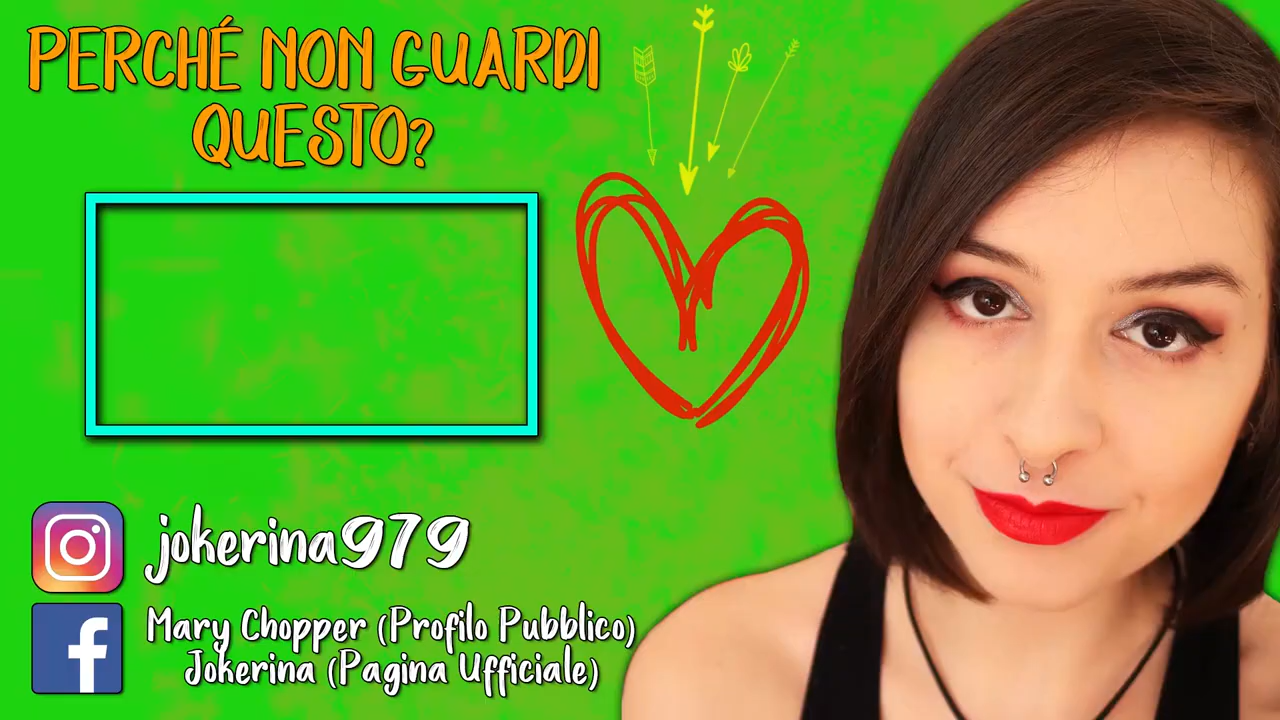 PERCHÉ NON GUARDI
QUESTO?
jokerina979
Mary Chopper (Profilo Pubblico)
Jokerina (Pagina Ufficiale)